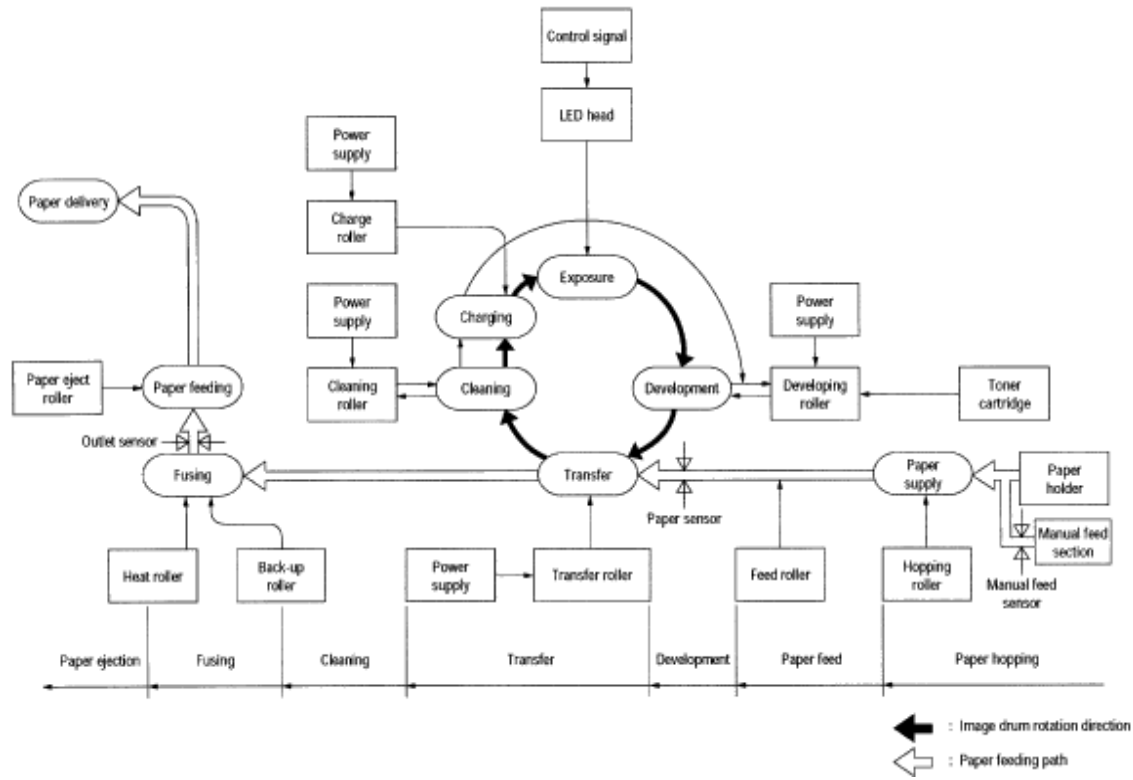 Control signal
LED head
Power
supply
Charge
roller
Paper delivery
Exposure
Charging
Power
supply
Power
supply
Paper eject
roller
Paper feeding
Cleaning
roller
Cleaning
Development
Developing
roller
Toner
cartridge
Outlet sensor
Fusing
Transfer
Paper
supply
Paper
holder
Paper sensor
Manual feed
section
Heat roller
Back-up
roller
Power
supply
Transfer roller
Feed roller
Hopping
roller
Manual feed
sensor
Paper ejection
Fusing
Cleaning
Transfer
Development
Paper feed
Paper hopping
: Image drum rotation direction
: Paper feeding path